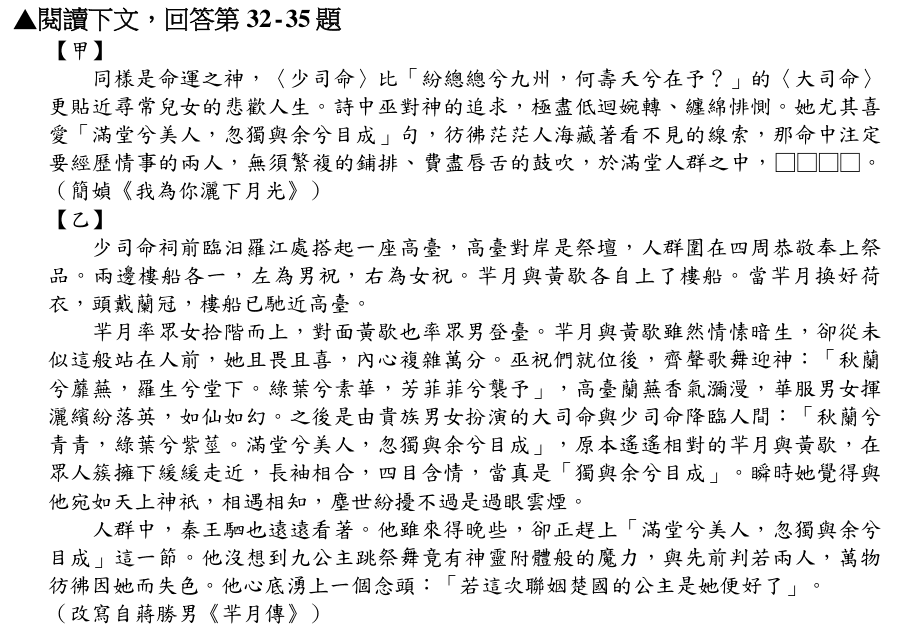 ▲閱讀下文，回答第 32-35 題
【甲】
同樣是命運之神，〈少司命〉比「紛總總兮九州，何壽夭兮在予？」的〈大司命〉
更貼近尋常兒女的悲歡人生。詩中巫對神的追求，極盡低迴婉轉、纏綿悱惻。她尤其喜
愛「滿堂兮美人，忽獨與余兮目成」句，彷彿茫茫人海藏著看不見的線索，那命中注定
要經歷情事的兩人，無須繁複的鋪排、費盡唇舌的鼓吹，於滿堂人群之中，□□□□。
（簡媜《我為你灑下月光》）
【乙】
少司命祠前臨汨羅江處搭起一座高臺，高臺對岸是祭壇，人群圍在四周恭敬奉上祭
品。兩邊樓船各一，左為男祝，右為女祝。羋月與黃歇各自上了樓船。當羋月換好荷
衣，頭戴蘭冠，樓船已馳近高臺。
羋月率眾女拾階而上，對面黃歇也率眾男登臺。羋月與黃歇雖然情愫暗生，卻從未
似這般站在人前，她且畏且喜，內心複雜萬分。巫祝們就位後，齊聲歌舞迎神：「秋蘭
兮蘼蕪，羅生兮堂下。綠葉兮素華，芳菲菲兮襲予」，高臺蘭蕪香氣瀰漫，華服男女揮
灑繽紛落英，如仙如幻。之後是由貴族男女扮演的大司命與少司命降臨人間：「秋蘭兮
青青，綠葉兮紫莖。滿堂兮美人，忽獨與余兮目成」，原本遙遙相對的羋月與黃歇，在
眾人簇擁下緩緩走近，長袖相合，四目含情，當真是「獨與余兮目成」。瞬時她覺得與
他宛如天上神祇，相遇相知，塵世紛擾不過是過眼雲煙。
人群中，秦王駟也遠遠看著。他雖來得晚些，卻正趕上「滿堂兮美人，忽獨與余兮
目成」這一節。他沒想到九公主跳祭舞竟有神靈附體般的魔力，與先前判若兩人，萬物
彷彿因她而失色。他心底湧上一個念頭：「若這次聯姻楚國的公主是她便好了」。
（改寫自蔣勝男《羋月傳》）